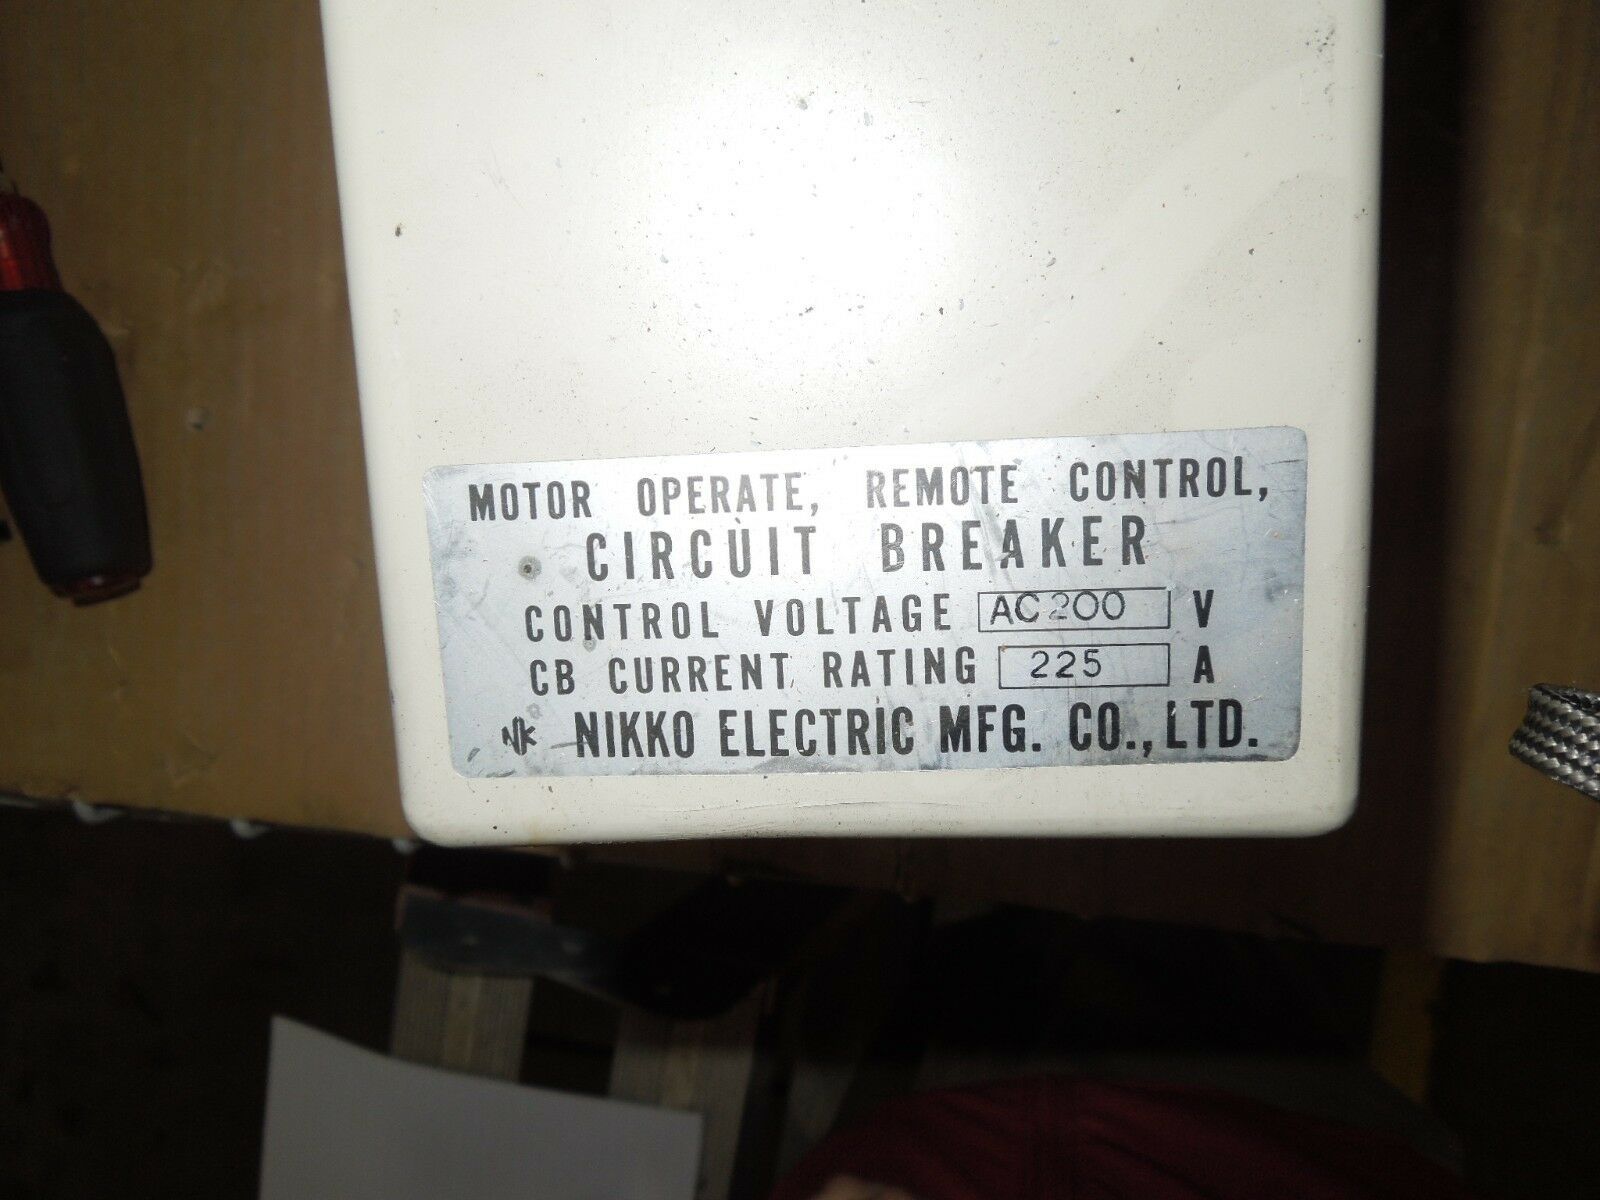 MOTOR OPERATE, REMOTE CONTROL,
CIRCUIT BREAKER
CONTROL VOLTAGE AC200 V
CB CURRENT RATING 225 A
NK NIKKO ELECTRIC MFG. CO., LTD.